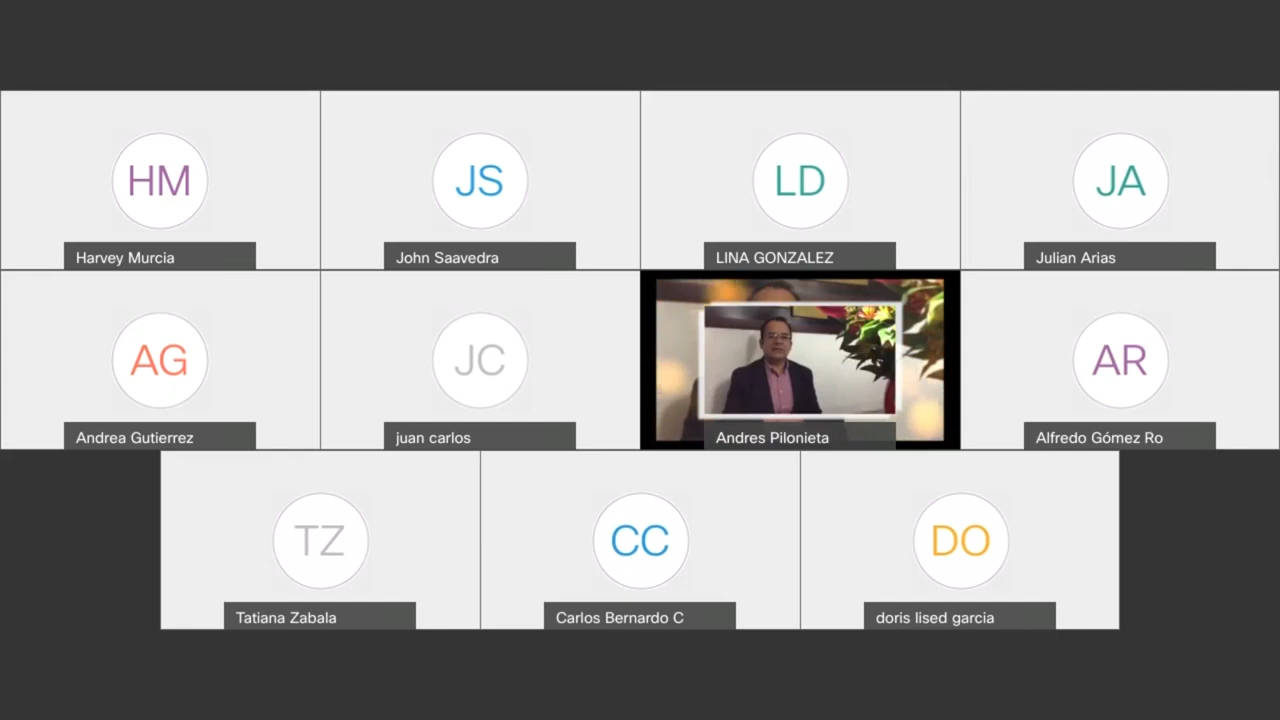 HM
JS
LD
JA
Harvey Murcia
John Saavedra
LINA GONZALEZ
Julian Arias
AG
JC
AR
Andrea Gutierrez
juan carlos
Andres Pilonieta
Alfredo Gómez Ro
TZ
CC
DO
Tatiana Zabala
Carlos Bernardo C
doris lised garcia